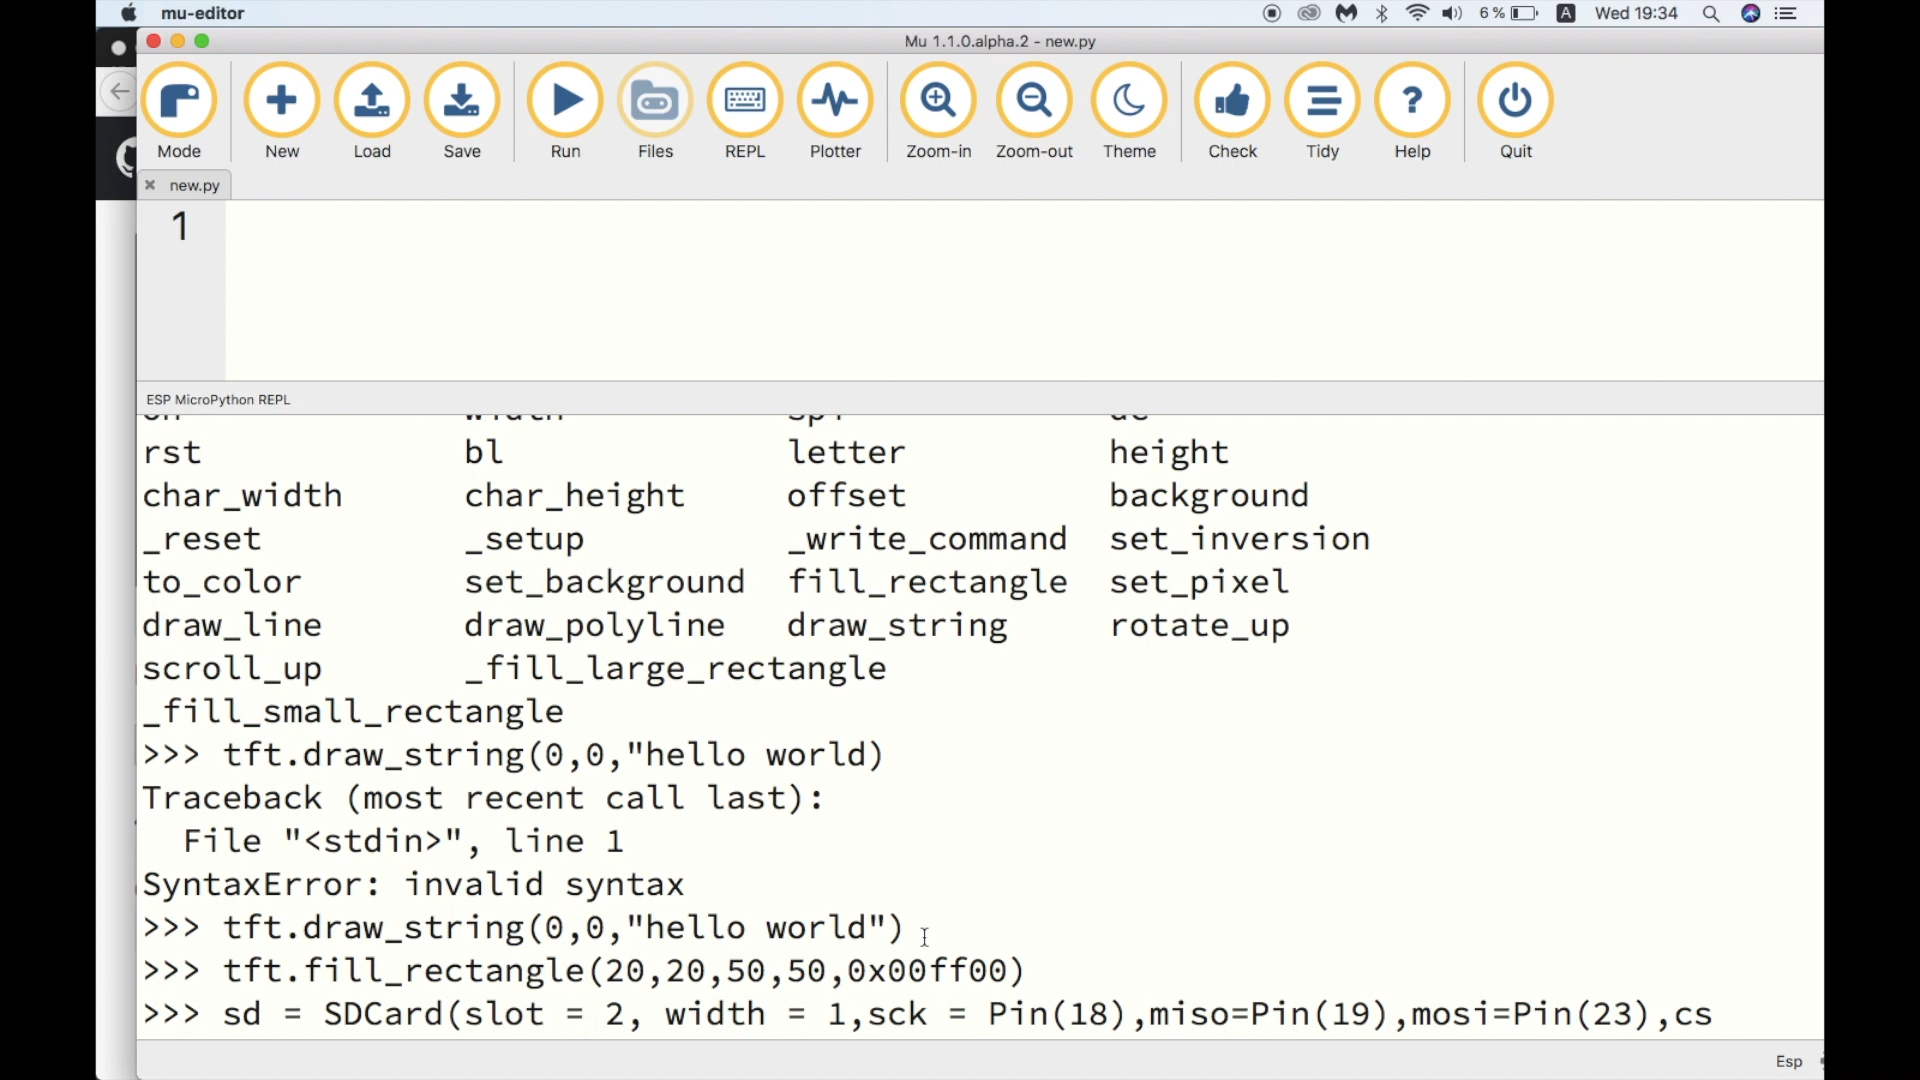 mu-editor
6% A Wed 19:34
Mu 1.1.0.alpha.2 - new.py
Mode New Load Save Run Files REPL Plotter Zoom-in Zoom-out Theme Check Tidy Help Quit
new.py
1
ESP MicroPython REPL
on width spi dc
rst bl letter height
char_width char_height offset background
_reset _setup _write_command set_inversion
to_color set_background fill_rectangle set_pixel
draw_line draw_polyline draw_string rotate_up
scroll_up _fill_large_rectangle
_fill_small_rectangle
>>> tft.draw_string(0,0,"hello world)
Traceback (most recent call last):
File "<stdin>", line 1
SyntaxError: invalid syntax
>>> tft.draw_string(0,0,"hello world")
>>> tft.fill_rectangle(20,20,50,50,0x00ff00)
>>> sd = SDCard(slot = 2, width = 1,sck = Pin(18),miso=Pin(19),mosi=Pin(23),cs
Esp